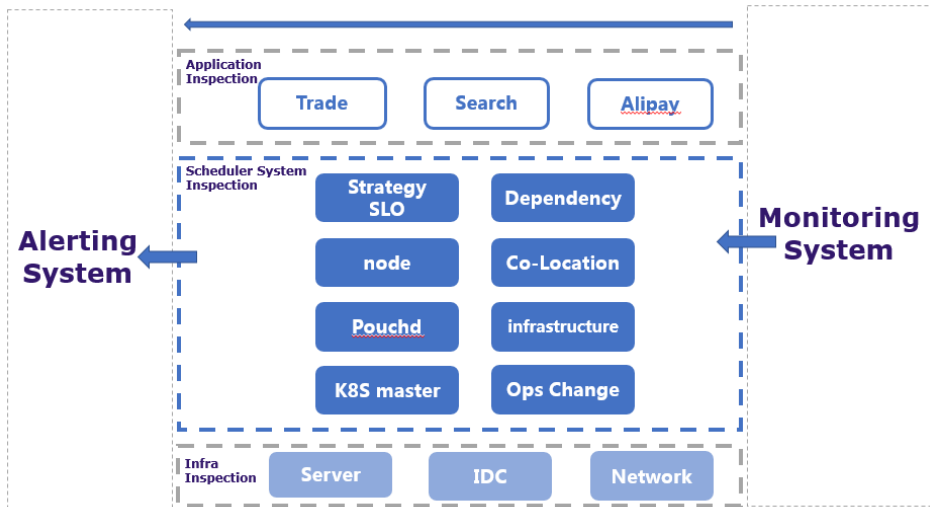 Application
Inspection
Trade
Search
Alipay
Scheduler System
Inspection
Strategy
SLO
Dependency
Alerting
System
node
Co-Location
Monitoring
System
Pouchd
infrastructure
K8S master
Ops Change
Infra
Inspection
Server
IDC
Network